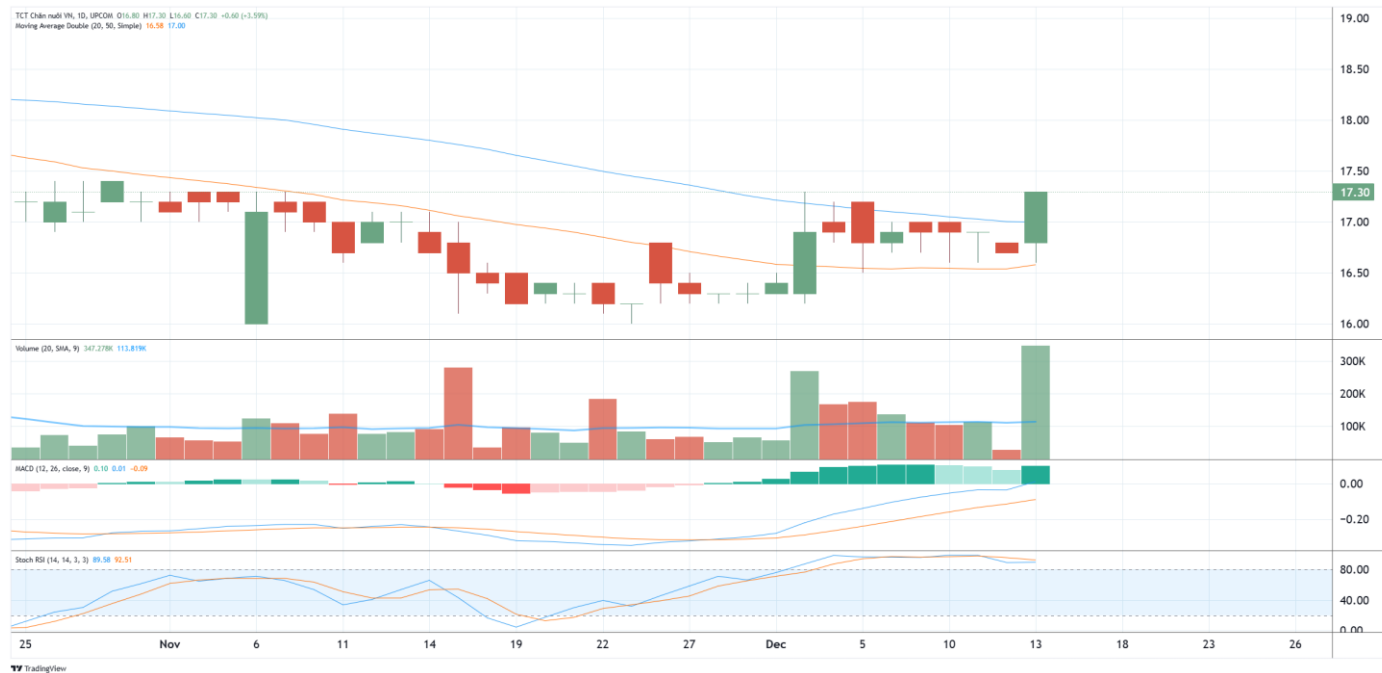 TCT Chăn nuôi VN, 1D, UPCOM O16.80 H17.30 L16.60 C17.30 +0.60 (+3.59%)
Moving Average Double (20, 50, Simple) 16.58 17.00
19.00
18.50
18.00
17.50
17.30
17.00
16.50
16.00
Volume (20, SMA, 9) 347.278K 113.819K
300K
200K
100K
MACD (12, 26, close, 9) 0.10 0.01 −0.09
0.00
−0.20
Stoch RSI (14, 14, 3, 3) 89.58 92.51
80.00
40.00
0.00
25 Nov 6 11 14 19 22 27 Dec 5 10 13 18 23 26
TradingView